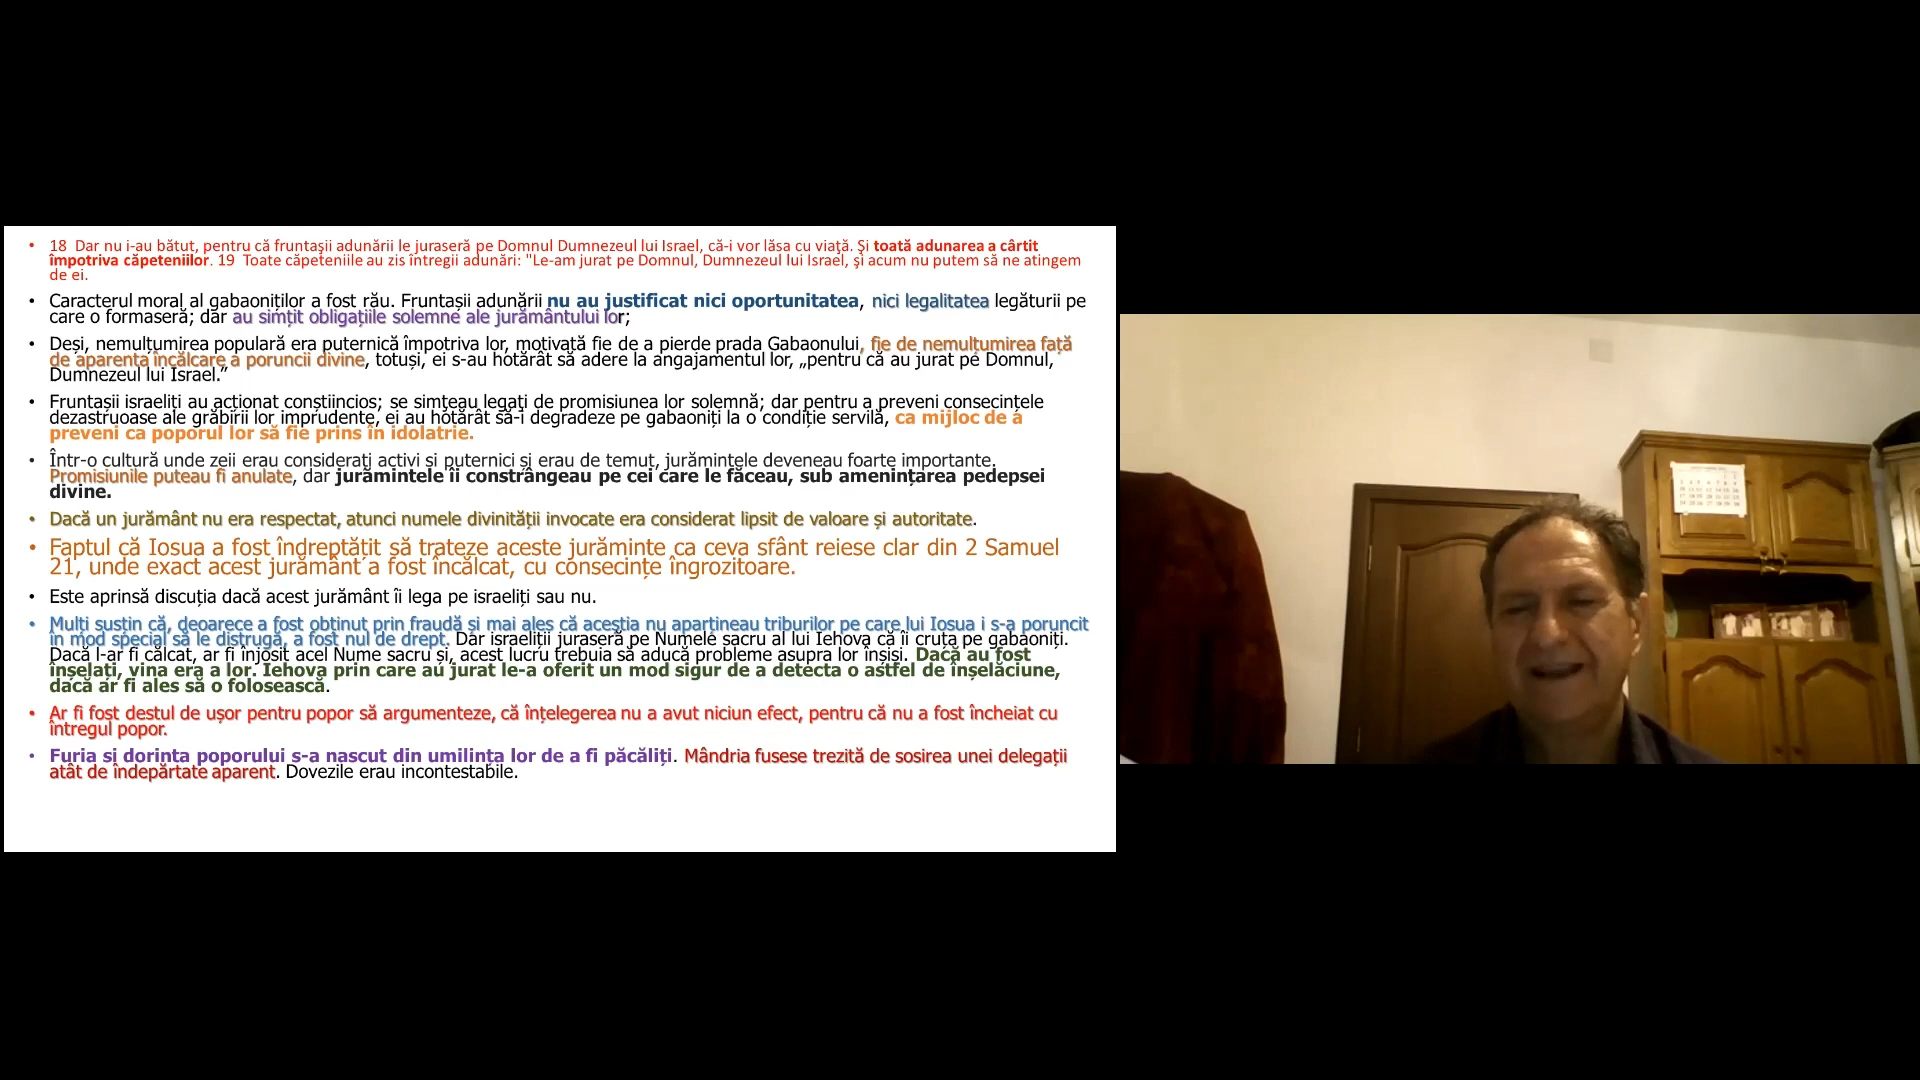 • 18  Dar nu i-au bătut, pentru că fruntaşii adunării le juraseră pe Domnul Dumnezeul lui Israel, că-i vor lăsa cu viaţă. Şi toată adunarea a cârtit
împotriva căpeteniilor. 19  Toate căpeteniile au zis întregii adunări: "Le-am jurat pe Domnul, Dumnezeul lui Israel, şi acum nu putem să ne atingem
de ei.
• Caracterul moral al gabaoniților a fost rău. Fruntașii adunării nu au justificat nici oportunitatea, nici legalitatea legăturii pe
care o formaseră; dar au simțit obligațiile solemne ale jurământului lor;
• Deși, nemulțumirea populară era puternică împotriva lor, motivată fie de a pierde prada Gabaonului, fie de nemulțumirea față
de aparenta încălcare a poruncii divine, totuși, ei s-au hotărât să adere la angajamentul lor, „pentru că au jurat pe Domnul,
Dumnezeul lui Israel.”
• Fruntașii israeliți au acționat conștiincios; se simțeau legați de promisiunea lor solemnă; dar pentru a preveni consecințele
dezastruoase ale grăbirii lor imprudente, ei au hotărât să-i degradeze pe gabaoniți la o condiție servilă, ca mijloc de a
preveni ca poporul lor să fie prins în idolatrie.
• Într-o cultură unde zeii erau considerați activi și puternici și erau de temut, jurămintele deveneau foarte importante.
Promisiunile puteau fi anulate, dar jurămintele îi constrângeau pe cei care le făceau, sub amenințarea pedepsei
divine.
• Dacă un jurământ nu era respectat, atunci numele divinității invocate era considerat lipsit de valoare și autoritate.
• Faptul că Iosua a fost îndreptățit să trateze aceste jurăminte ca ceva sfânt reiese clar din 2 Samuel
21, unde exact acest jurământ a fost încălcat, cu consecințe îngrozitoare.
• Este aprinsă discuția dacă acest jurământ îi lega pe israeliți sau nu.
• Mulți susțin că, deoarece a fost obținut prin fraudă și mai ales că aceștia nu aparțineau triburilor pe care lui Iosua i s-a poruncit
în mod special să le distrugă, a fost nul de drept. Dar israeliții juraseră pe Numele sacru al lui Iehova că îi cruța pe gabaoniți.
Dacă l-ar fi călcat, ar fi înjosit acel Nume sacru și, acest lucru trebuia să aducă probleme asupra lor înșiși. Dacă au fost
înșelați, vina era a lor. Iehova prin care au jurat le-a oferit un mod sigur de a detecta o astfel de înșelăciune,
dacă ar fi ales să o folosească.
• Ar fi fost destul de ușor pentru popor să argumenteze, că înțelegerea nu a avut niciun efect, pentru că nu a fost încheiat cu
întregul popor.
• Furia și dorința poporului s-a nascut din umilința lor de a fi păcăliți. Mândria fusese trezită de sosirea unei delegații
atât de îndepărtate aparent. Dovezile erau incontestabile.